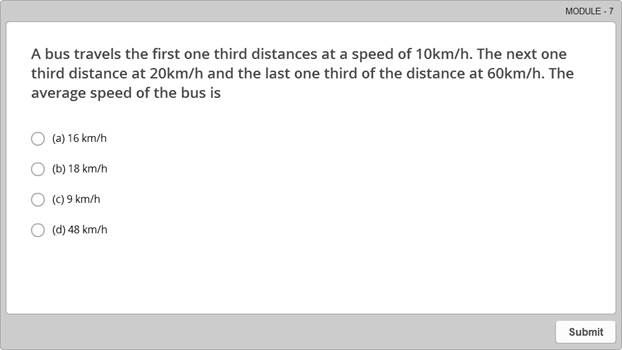 MODULE - 7
A bus travels the first one third distances at a speed of 10km/h. The next one
third distance at 20km/h and the last one third of the distance at 60km/h. The
average speed of the bus is
(a) 16 km/h
(b) 18 km/h
(c) 9 km/h
(d) 48 km/h
Submit